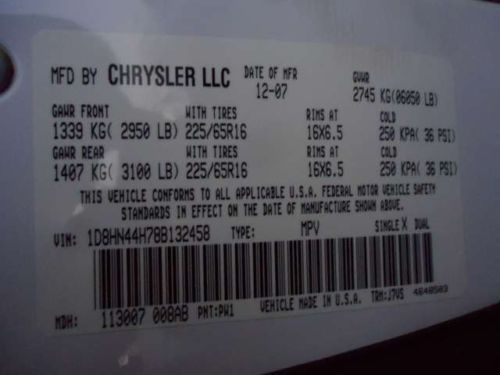 MFD BY CHRYSLER LLC DATE OF MFR 12-07 GVWR 2745 KG(06050 LB)
GAWR FRONT WITH TIRES RIMS AT COLD
1339 KG( 2950 LB) 225/65R16 16X6.5 250 KPA( 36 PSI)
GAWR REAR WITH TIRES RIMS AT COLD
1407 KG( 3100 LB) 225/65R16 16X6.5 250 KPA( 36 PSI)
THIS VEHICLE CONFORMS TO ALL APPLICABLE U.S.A. FEDERAL MOTOR VEHICLE SAFETY
STANDARDS IN EFFECT ON THE DATE OF MANUFACTURE SHOWN ABOVE.
VIN: 1D8HN44H78B132458 TYPE: MPV SINGLE X DUAL
MDH: 113007 008AB PNT:PW1 VEHICLE MADE IN U.S.A. TRM:J7V5 4648503